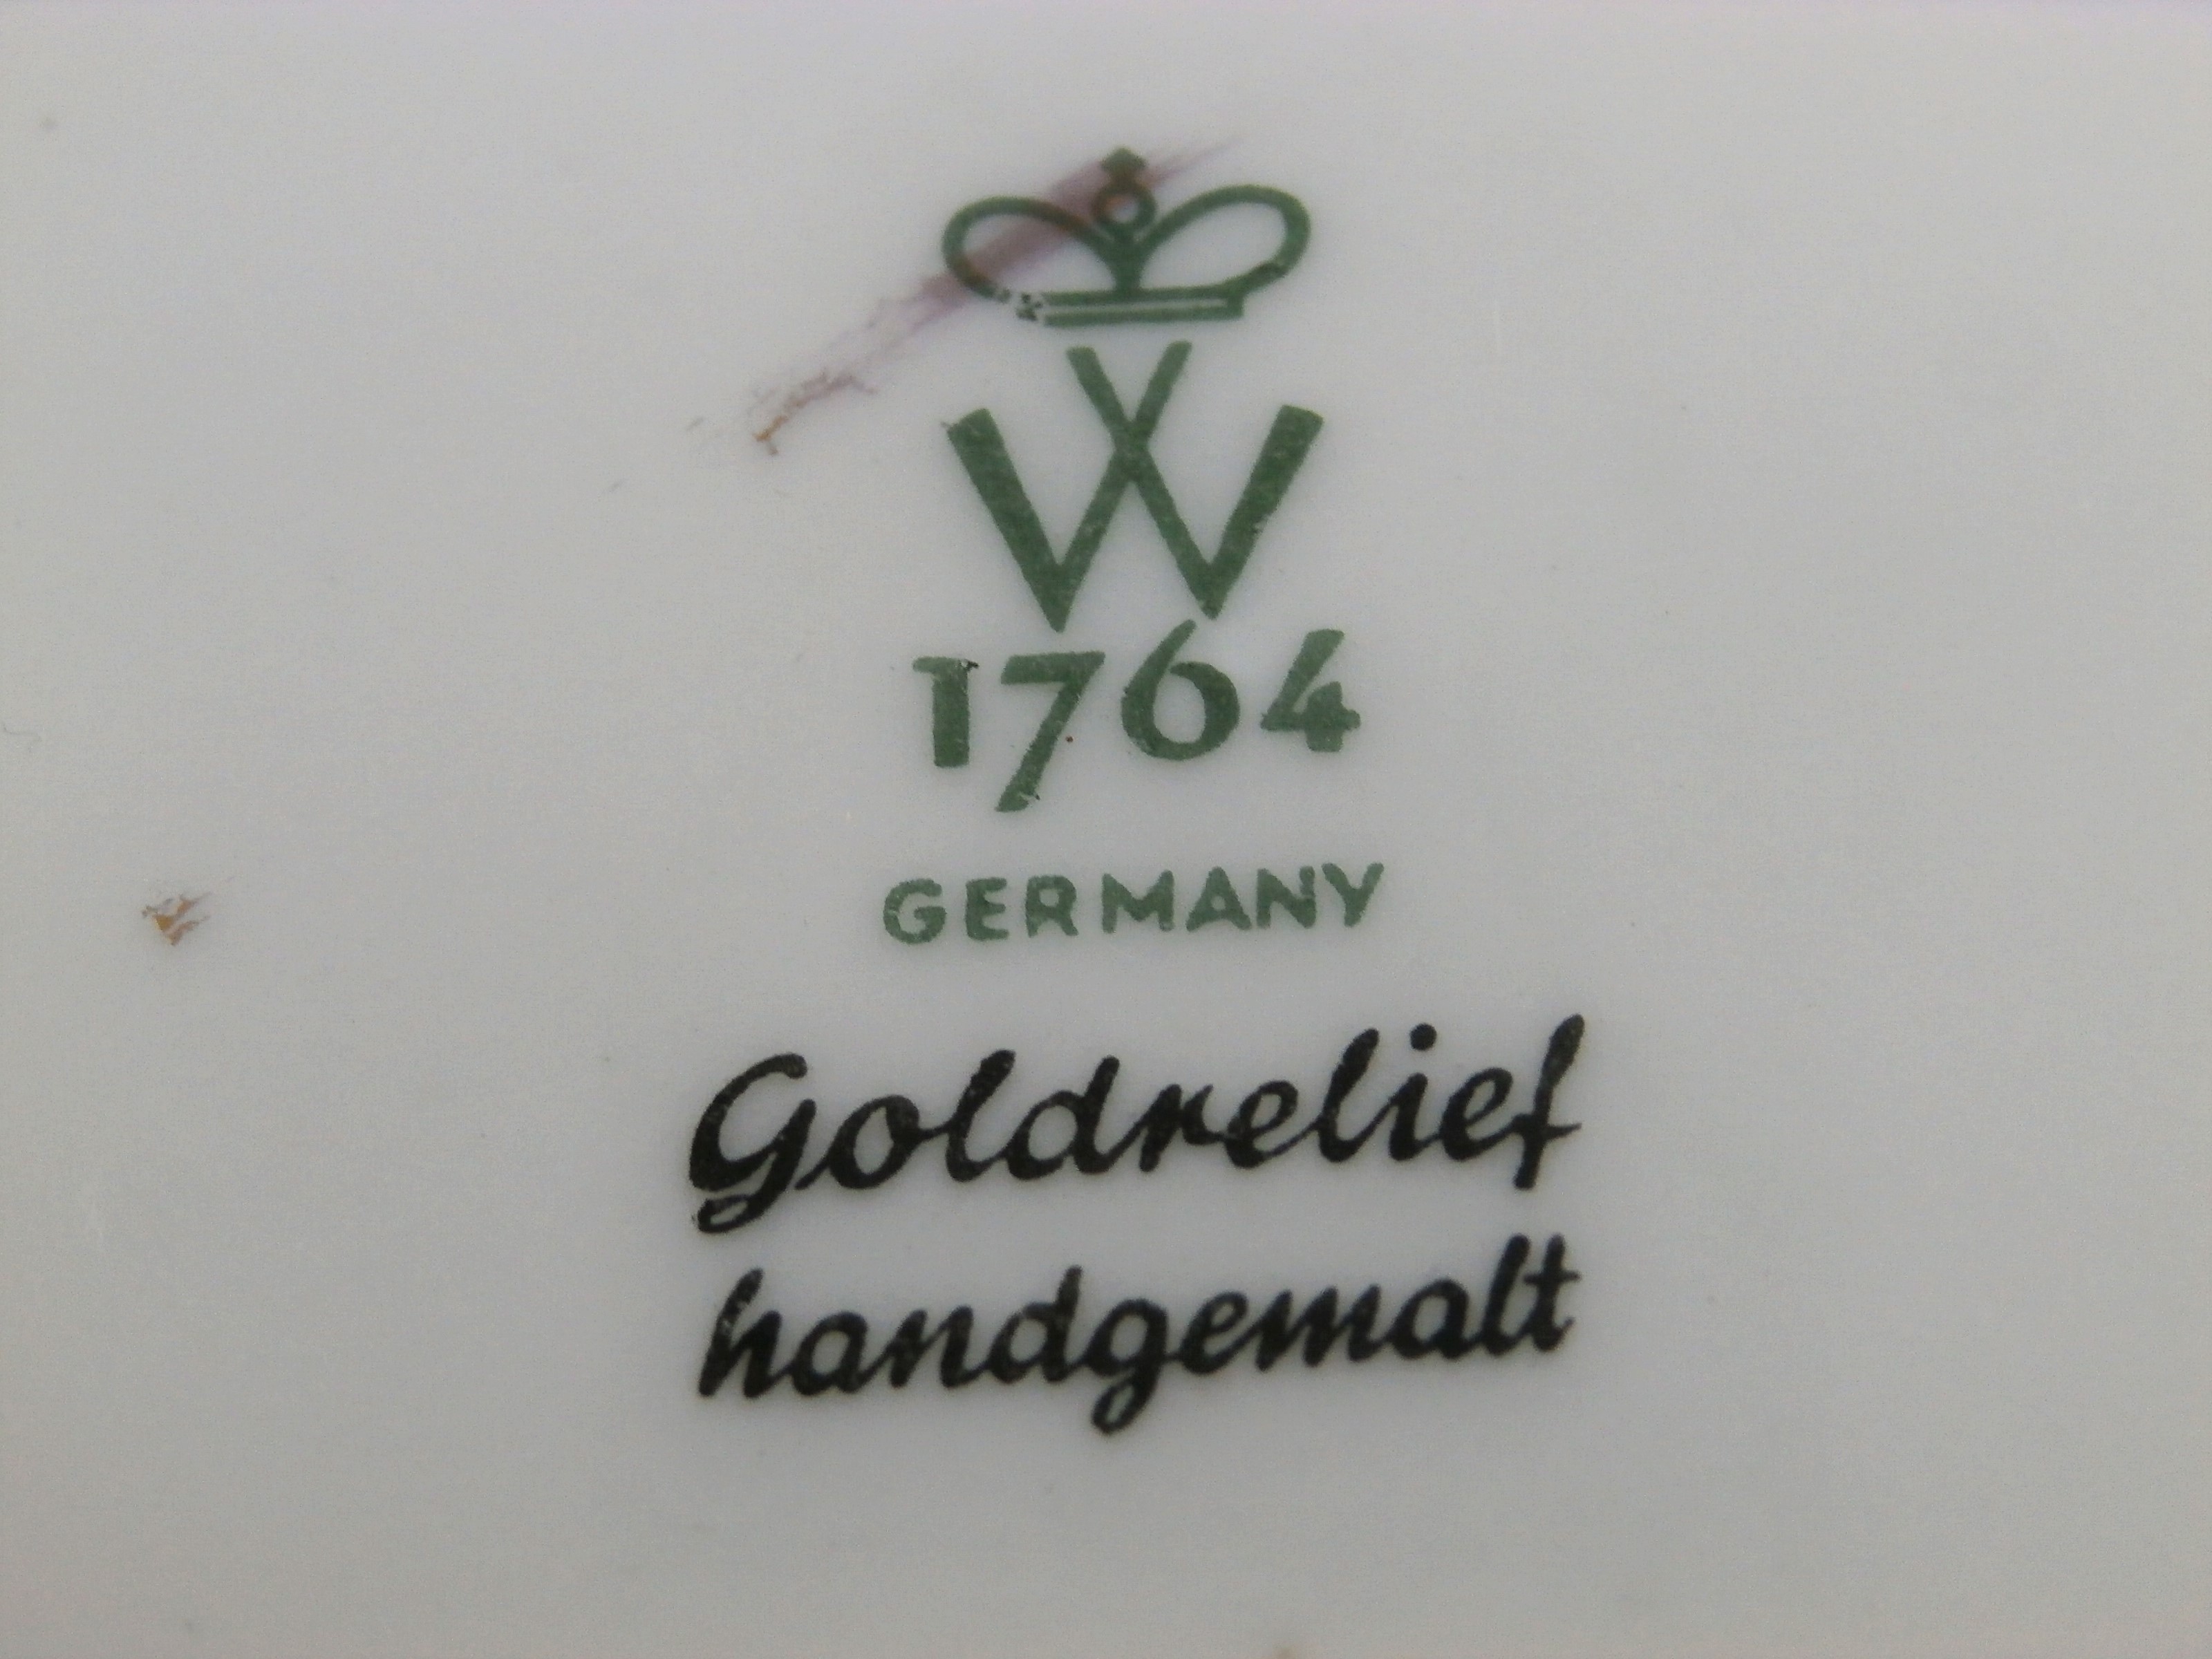 W
1764
GERMANY
Goldrelief
handgemalt